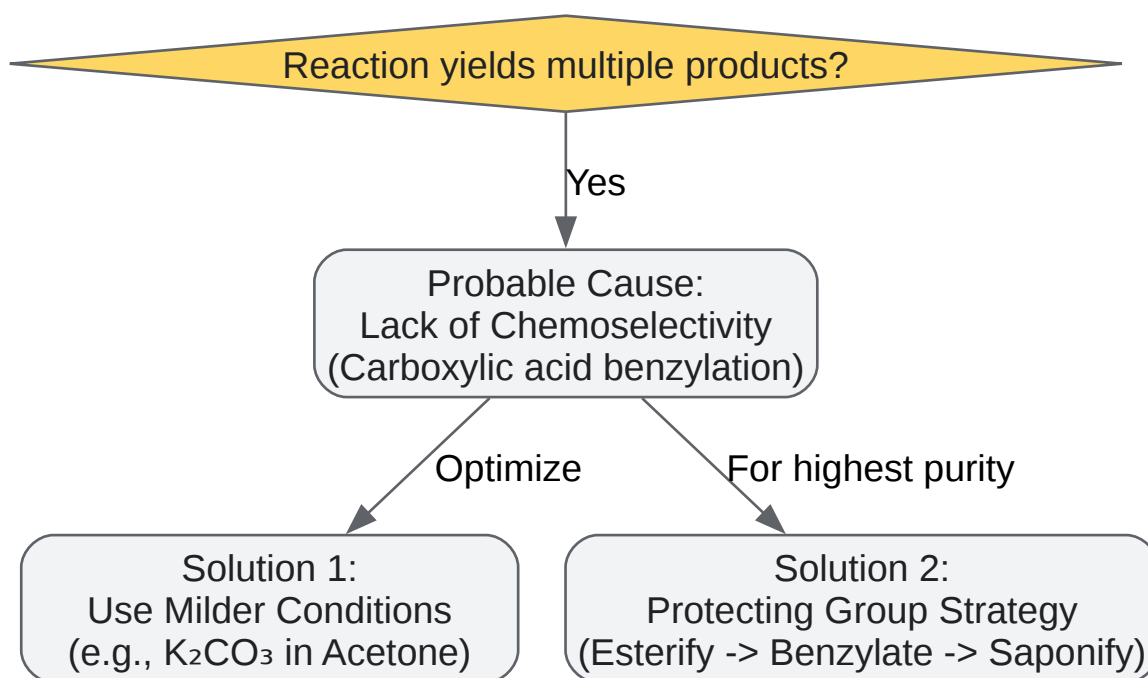 Reaction yields multiple products?
Yes
Probable Cause:
Lack of Chemoselectivity
(Carboxylic acid benzylation)
Optimize
For highest purity
Solution 1:
Use Milder Conditions
(e.g., K₂CO₃ in Acetone)
Solution 2:
Protecting Group Strategy
(Esterify -> Benzylate -> Saponify)